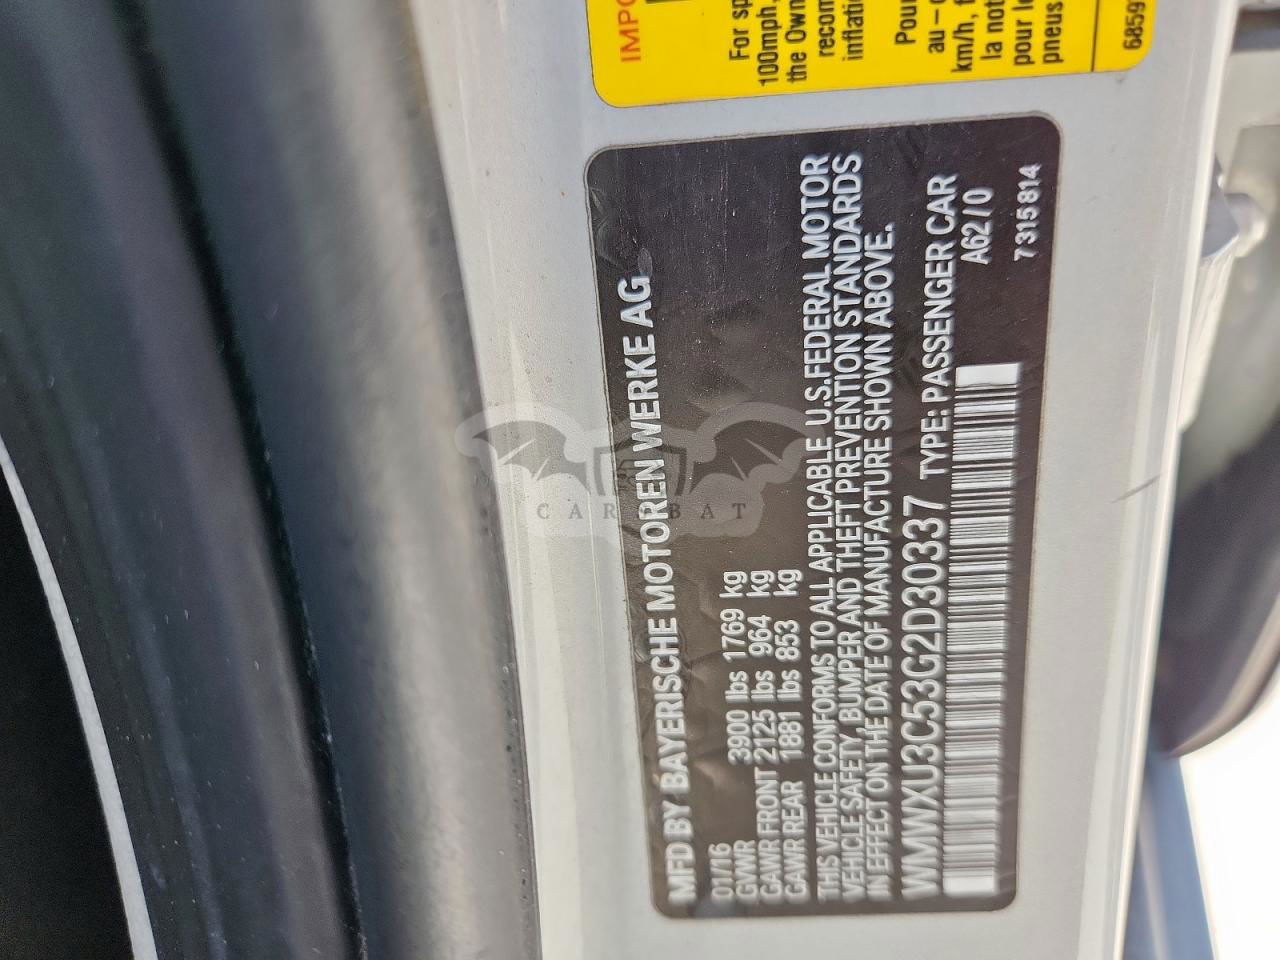 IMPO
For sp
100mph,
the Own
recom
inflatio
Pou
au-d
km/h, f
la noti
pour le
pneus
6859
MFD BY BAYERISCHE MOTOREN WERKE AG
01/16
GVWR 3900 lbs 1769 kg
GAWR FRONT 2125 lbs 964 kg
GAWR REAR 1881 lbs 853 kg
THIS VEHICLE CONFORMS TO ALL APPLICABLE U.S.FEDERAL MOTOR
VEHICLE SAFETY, BUMPER AND THEFT PREVENTION STANDARDS
IN EFFECT ON THE DATE OF MANUFACTURE SHOWN ABOVE.
WMWXU3C53G2D30337 TYPE: PASSENGER CAR
A62/0
7315814
CARSBAT